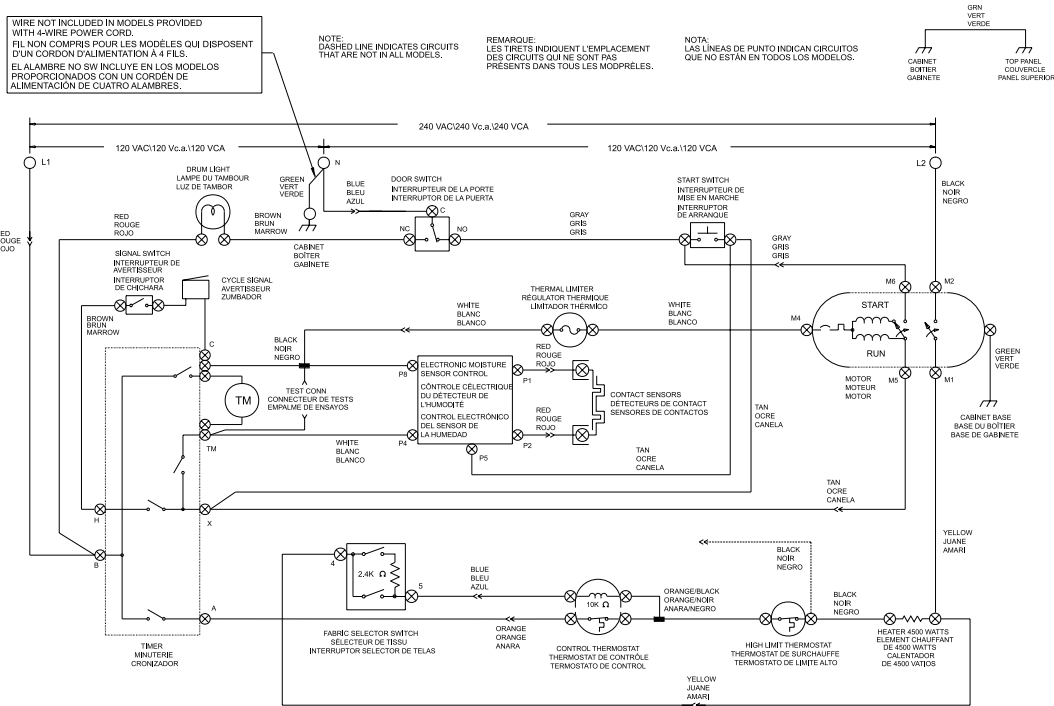 WIRE NOT INCLUDED IN MODELS PROVIDED
WITH 4-WIRE POWER CORD.
FIL NON COMPRIS POUR LES MODÈLES QUI DISPOSENT
D'UN CORDON D'ALIMENTATION À 4 FILS.
EL ALAMBRE NO SW INCLUYE EN LOS MODELOS
PROPORCIONADOS CON UN CORDÉN DE
ALIMENTACIÓN DE CUATRO ALAMBRES.
NOTE:
DASHED LINE INDICATES CIRCUITS
THAT ARE NOT IN ALL MODELS.
REMARQUE:
LES TIRETS INDIQUENT L'EMPLACEMENT
DES CIRCUITS QUI NE SONT PAS
PRÉSENTS DANS TOUS LES MODPRÈLES.
NOTA:
LAS LÍNEAS DE PUNTO INDICAN CIRCUITOS
QUE NO ESTÁN EN TODOS LOS MODELOS.
GRN
VERT
VERDE
CABINET
BOITIER
GABINETE
TOP PANEL
COUVERCLE
PANEL SUPERIOR
240 VAC\240 Vc.a.\240 VCA
120 VAC\120 Vc.a.\120 VCA
120 VAC\120 Vc.a.\120 VCA
L1
N
L2
DRUM LIGHT
LAMPE DU TAMBOUR
LUZ DE TAMBOR
GREEN
VERT
VERDE
BLUE
BLEU
AZUL
DOOR SWITCH
INTERRUPTEUR DE LA PORTE
INTERRUPTOR DE LA PUERTA
C
NC
NO
START SWITCH
INTERRUPTEUR DE
MISE EN MARCHE
INTERRUPTOR
DE ARRANQUE
BLACK
NOIR
NEGRO
RED
ROUGE
ROJO
BROWN
BRUN
MARROW
CABINET
BOÎTER
GABÍNETE
GRAY
GRIS
GRIS
GRAY
GRIS
GRIS
ED
OUGE
OJO
SIGNAL SWITCH
INTERRUPTEUR DE
AVERTISSEUR
INTERRUPTOR
DE CHICHARA
CYCLE SIGNAL
AVERTISSEUR
ZUMBADOR
BROWN
BRUN
MARROW
THERMAL LIMITER
RÉGULATOR THERMIQUE
LÍMITADOR THÉRMICO
WHITE
BLANC
BLANCO
WHITE
BLANC
BLANCO
M6
M2
M4
START
RUN
M5
M1
MOTOR
MOTEUR
MOTOR
GREEN
VERT
VERDE
CABINET BASE
BASE DU BOÎTIER
BASE DE GABINETE
C
BLACK
NOIR
NEGRO
TM
TEST CONN
CONNECTEUR DE TESTS
EMPALME DE ENSAYOS
TM
P8
ELECTRONIC MOISTURE
SENSOR CONTROL
CÔNTRÔLE CÉLECTRIQUE
DU DÉTECTEUR DE
L'HUMODITÉ
CONTROL ELECTRÓNICO
DEL SENSOR DE
LA HUMEDAD
P1
P2
P4
P5
RED
ROUGE
ROJO
RED
ROUGE
ROJO
CONTACT SENSORS
DÉTECTEURS DE CONTACT
SENSORES DE CONTACTOS
WHITE
BLANC
BLANCO
TAN
OCRE
CANELA
TAN
OCRE
CANELA
TAN
OCRE
CANELA
H
X
B
A
TIMER
MINUTERIE
CRONIZADOR
4
2.4K Ω
5
FABRIC SELECTOR SWITCH
SÉLECTEUR DE TISSU
INTERRUPTOR SELECTOR DE TELAS
BLUE
BLEU
AZUL
ORANGE
ORANGE
ANARA
10K Ω
CONTROL THERMOSTAT
THERMOSTAT DE CONTRÔLE
TERMOSTATO DE CONTROL
ORANGE/BLACK
ORANGE/NOIR
ANARA/NEGRO
BLACK
NOIR
NEGRO
HIGH LIMIT THERMOSTAT
THERMOSTAT DE SURCHAUFFE
TERMOSTATO DE LIMITE ALTO
BLACK
NOIR
NEGRO
YELLOW
JUANE
AMARI
HEATER 4500 WATTS
ELEMENT CHAUFFANT
DE 4500 WATTS
CALENTADOR
DE 4500 VATIOS
YELLOW
JUANE
AMARI